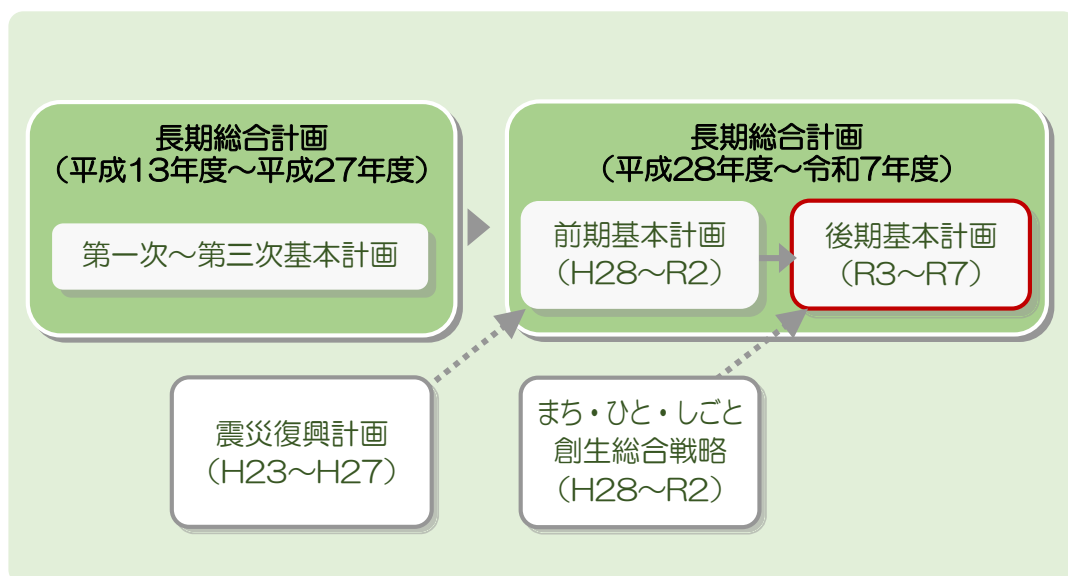 長期総合計画
（平成13年度～平成27年度）
第一次～第三次基本計画
長期総合計画
（平成28年度～令和7年度）
前期基本計画
（H28～R2）
後期基本計画
（R3～R7）
震災復興計画
（H23～H27）
まち・ひと・しごと
創生総合戦略
（H28～R2）